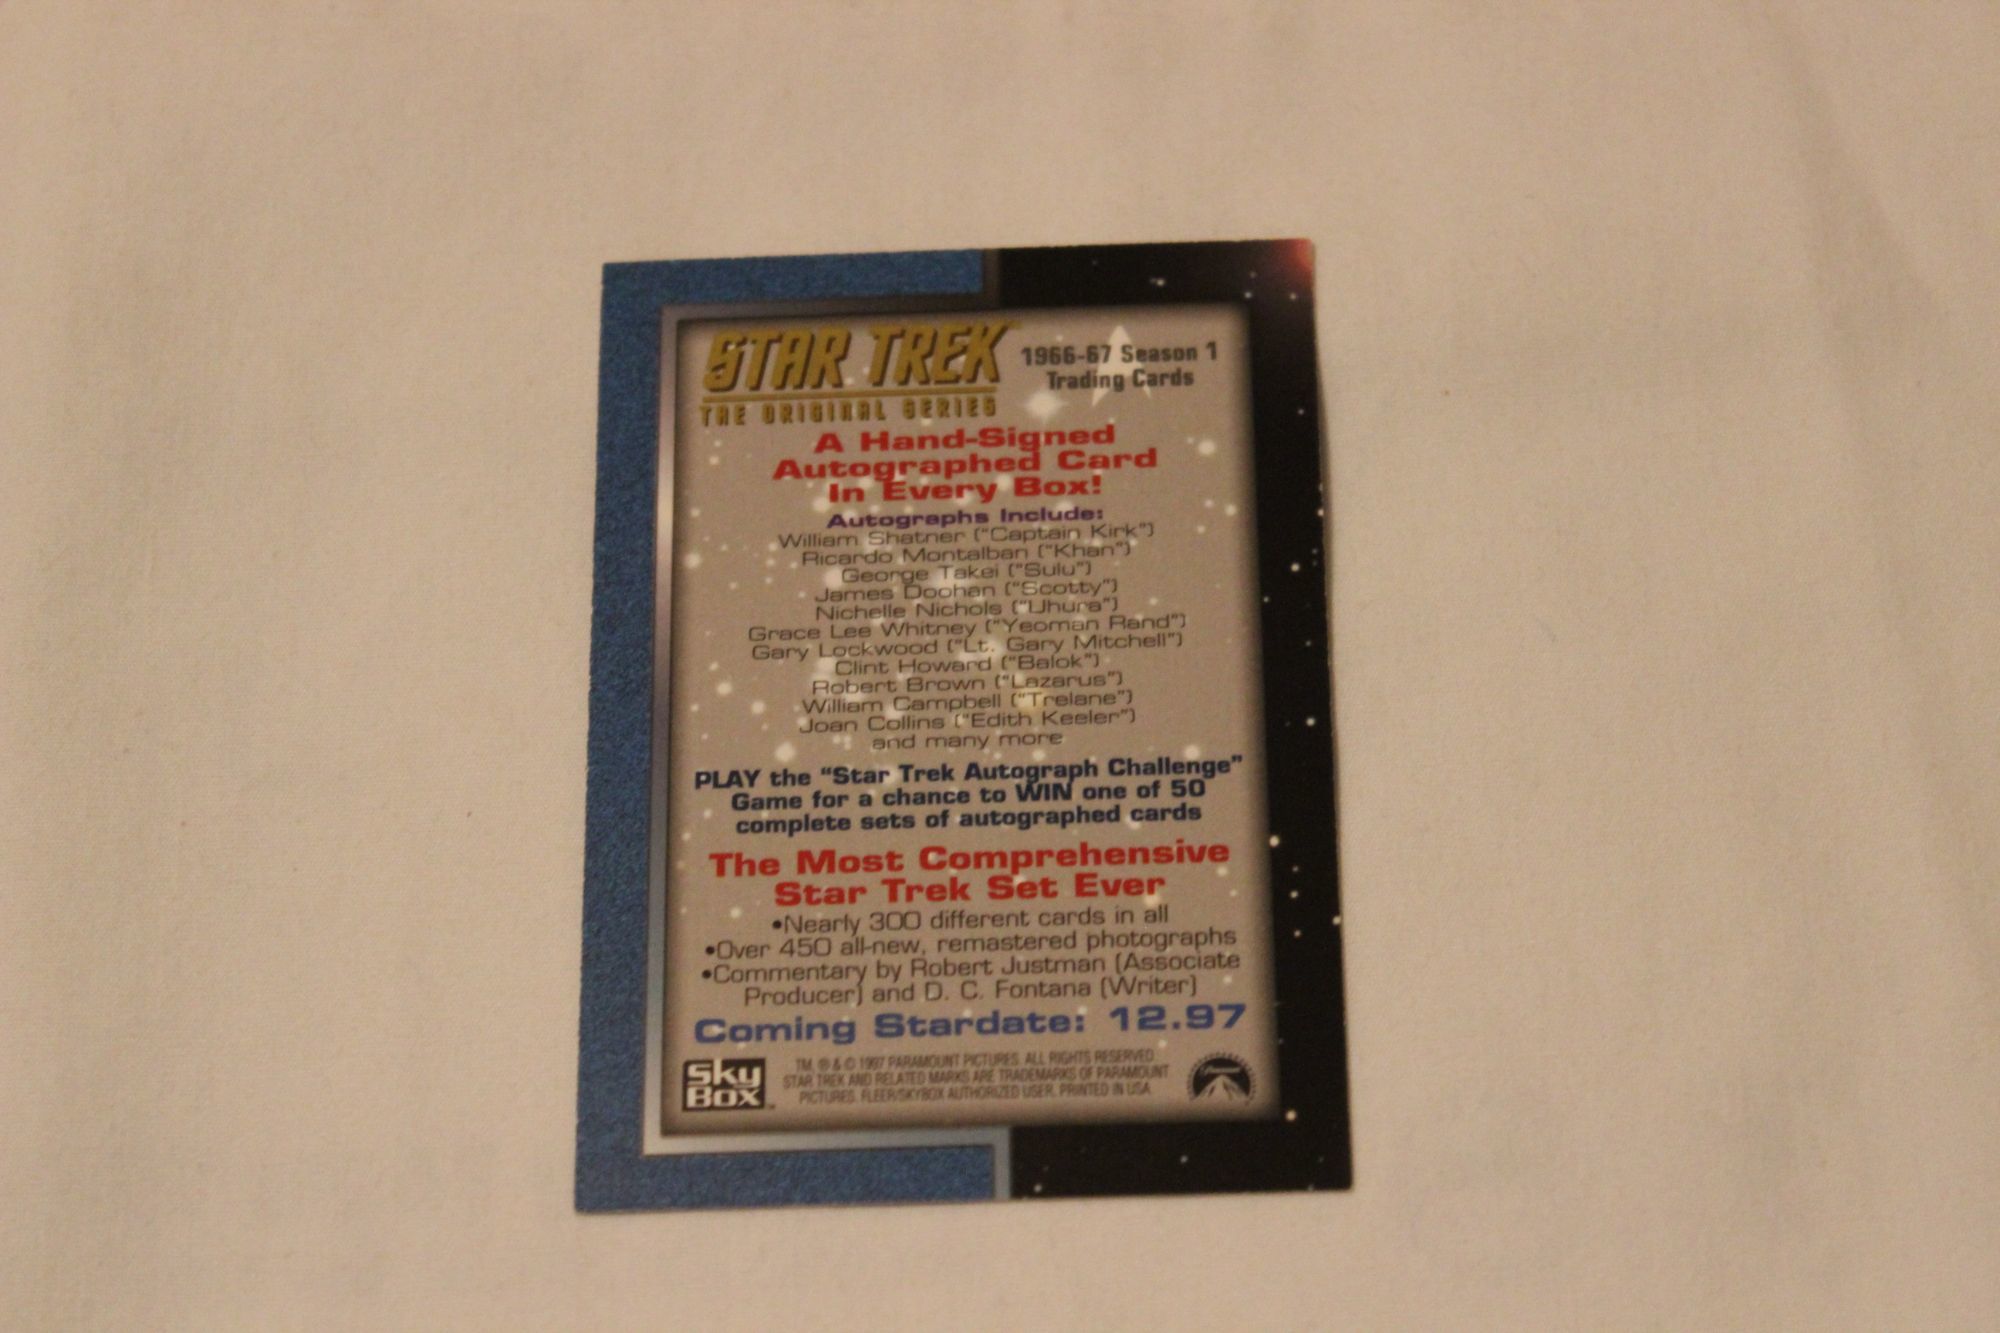 STAR TREK
THE ORIGINAL SERIES
1966-67 Season 1
Trading Cards
A Hand-Signed
Autographed Card
In Every Box!
Autographs Include:
William Shatner ("Captain Kirk")
Ricardo Montalban ("Khan")
George Takei ("Sulu")
James Doohan ("Scotty")
Nichelle Nichols ("Uhura")
Grace Lee Whitney ("Yeoman Rand")
Gary Lockwood ("Lt. Gary Mitchell")
Clint Howard ("Balok")
Robert Brown ("Lazarus")
William Campbell ("Trelane")
Joan Collins ("Edith Keeler")
and many more
PLAY the "Star Trek Autograph Challenge"
Game for a chance to WIN one of 50
complete sets of autographed cards
The Most Comprehensive
Star Trek Set Ever
•Nearly 300 different cards in all
•Over 450 all-new, remastered photographs
•Commentary by Robert Justman (Associate
Producer) and D. C. Fontana (Writer)
Coming Stardate: 12.97
Sky
Box
TM, ® & © 1997 PARAMOUNT PICTURES. ALL RIGHTS RESERVED.
STAR TREK AND RELATED MARKS ARE TRADEMARKS OF PARAMOUNT
PICTURES. FLEER/SKYBOX AUTHORIZED USER. PRINTED IN USA
Paramount